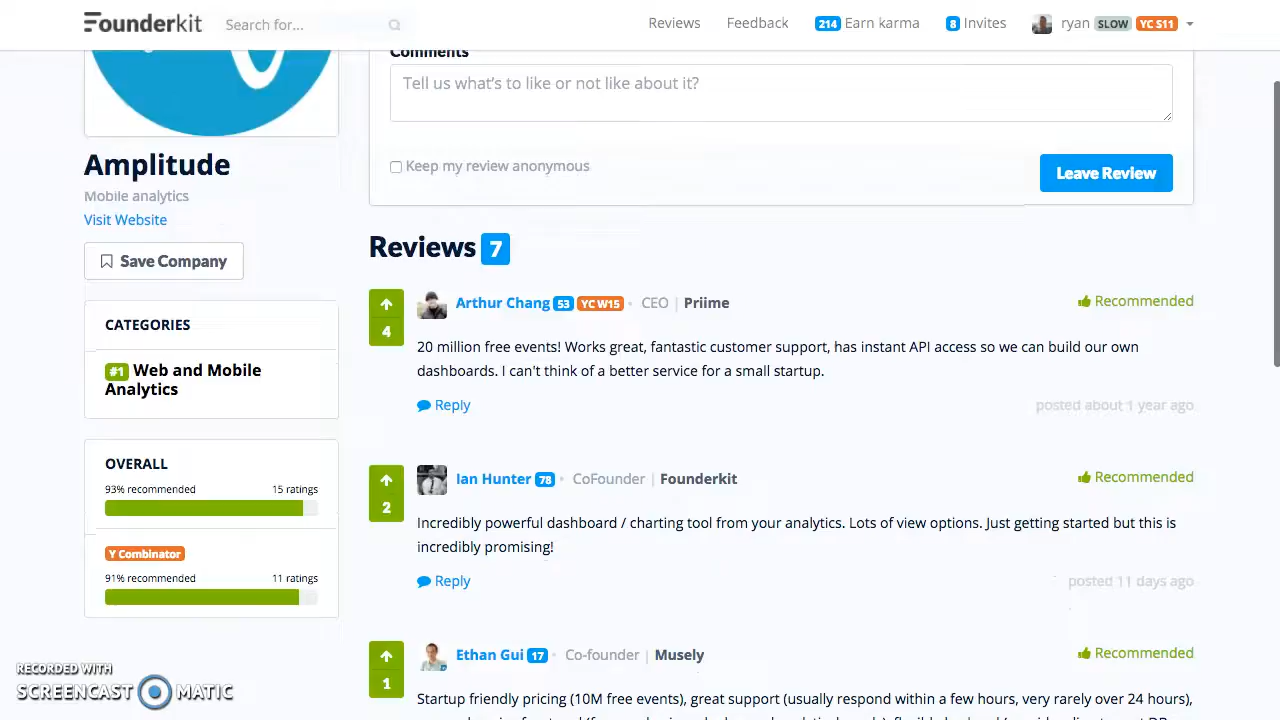 Founderkit
Search for...
Reviews
Feedback
214 Earn karma
8 Invites
ryan SLOW YC S11
Amplitude
Mobile analytics
Visit Website
Save Company
CATEGORIES
#1 Web and Mobile
Analytics
OVERALL
93% recommended 15 ratings
Y Combinator
91% recommended 11 ratings
Comments
Tell us what's to like or not like about it?
Keep my review anonymous
Leave Review
Reviews 7
4
Arthur Chang 53 YC W15 • CEO | Priime
Recommended
20 million free events! Works great, fantastic customer support, has instant API access so we can build our own
dashboards. I can't think of a better service for a small startup.
Reply
posted about 1 year ago
2
Ian Hunter 78 • CoFounder | Founderkit
Recommended
Incredibly powerful dashboard / charting tool from your analytics. Lots of view options. Just getting started but this is
incredibly promising!
Reply
posted 11 days ago
1
Ethan Gui 17 • Co-founder | Musely
Recommended
Startup friendly pricing (10M free events), great support (usually respond within a few hours, very rarely over 24 hours),
RECORDED WITH
SCREENCAST MATIC